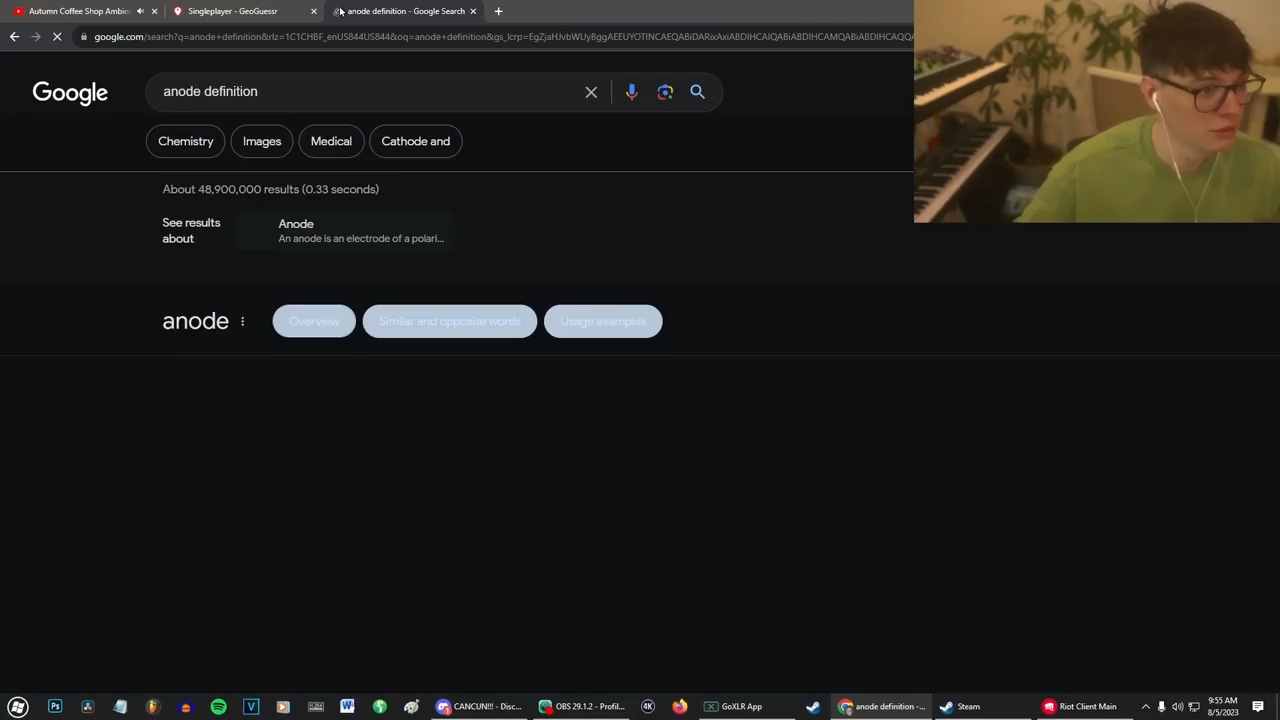 Autumn Coffee Shop Ambie
Singleplayer - GeoGuessr
anode definition - Google Search
google.com/search?q=anode+definition&rlz=1C1CHBF_enUS844US844&oq=anode+definition&gs_lcrp=EgZjaHJvbWUyBggAEEUYOTINCAEQABiDARixAxiABDIHCAIQABiABDIHCAMQABiABDIHCAQQA
Google
anode definition
Chemistry
Images
Medical
Cathode and
About 48,900,000 results (0.33 seconds)
See results about
Anode
An anode is an electrode of a polari...
anode
Overview
Similar and opposite words
Usage examples
CANCUN!!! - Disc...
OBS 29.1.2 - Profil...
GoXLR App
anode definition -...
Steam
Riot Client Main
9:55 AM
8/5/2023